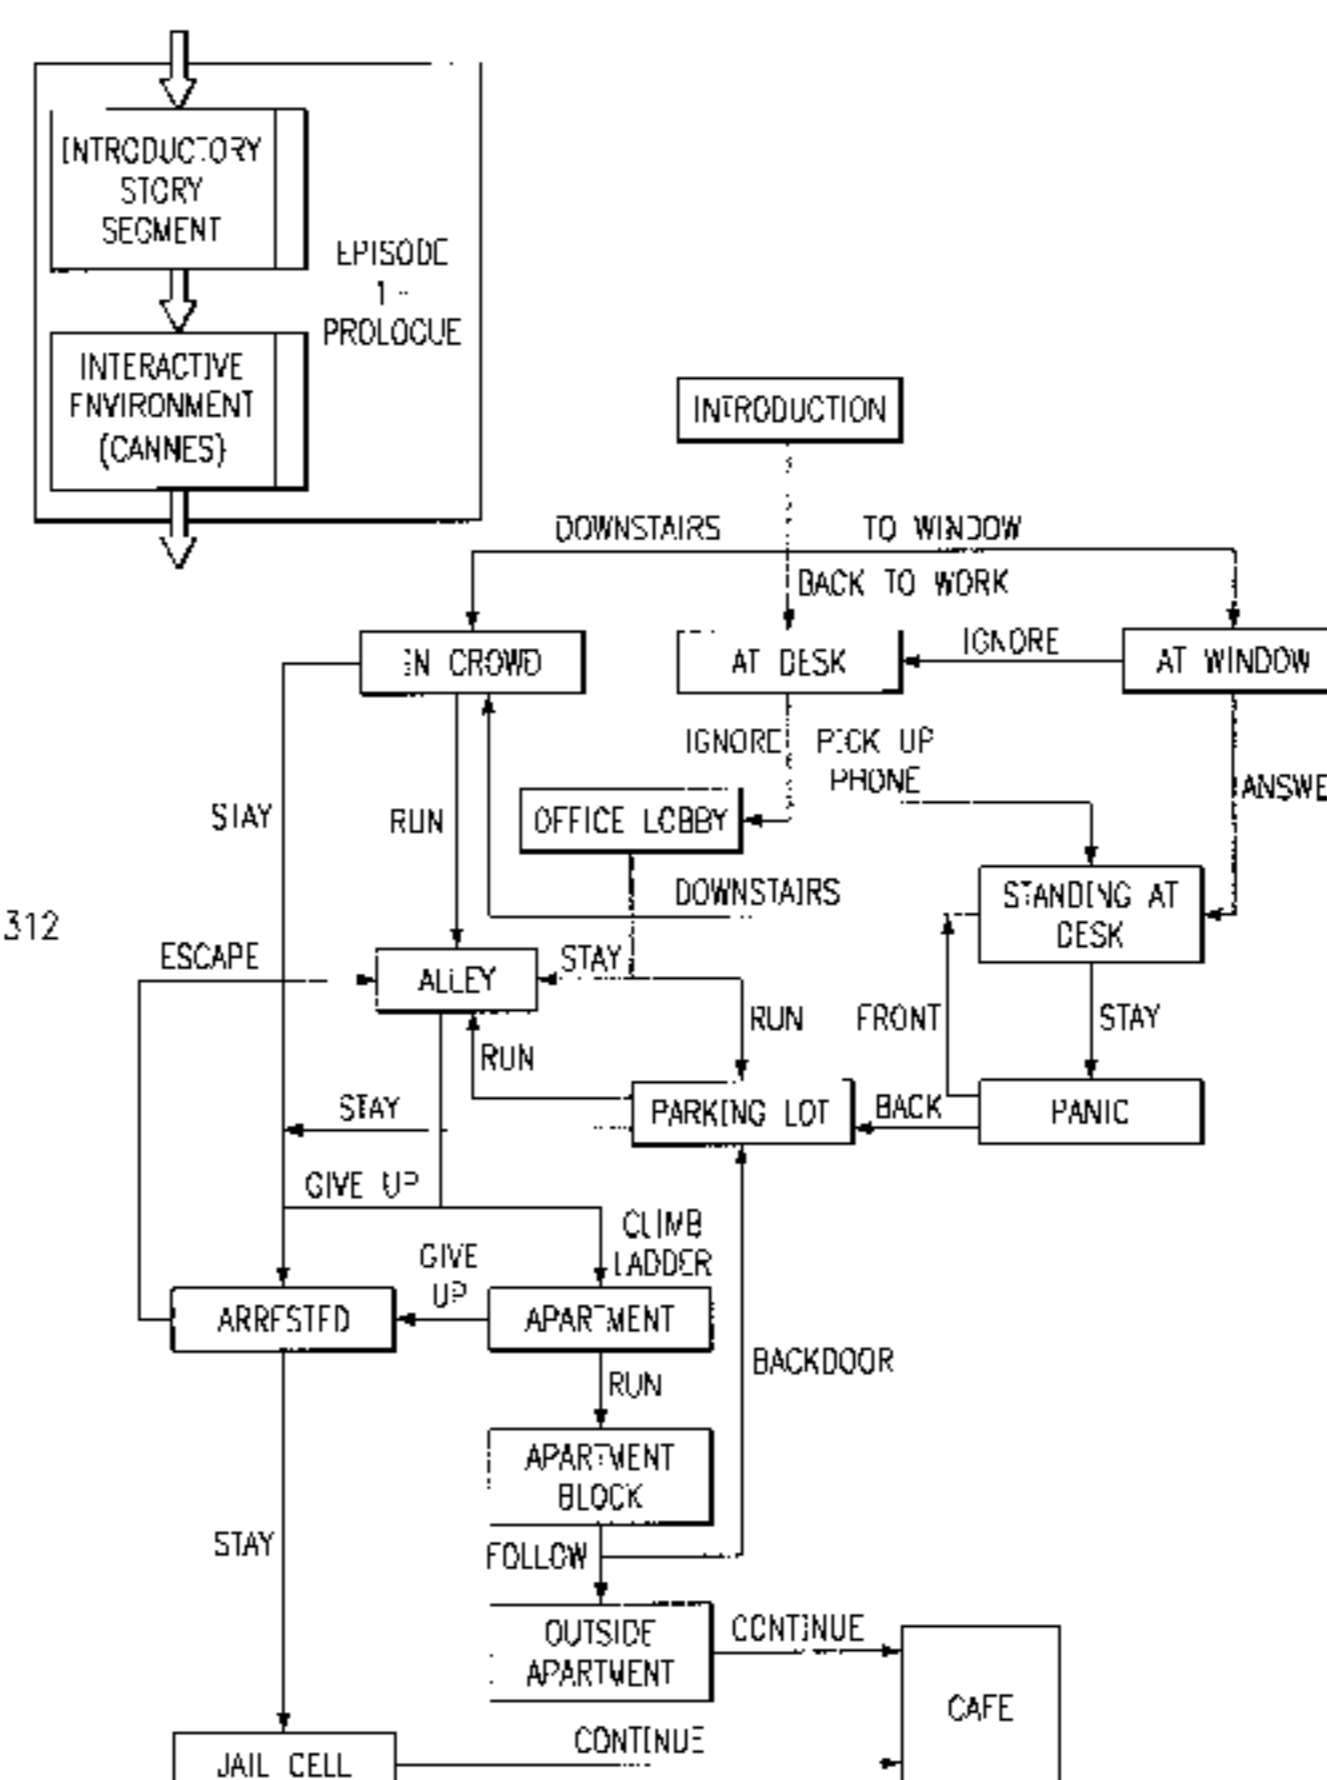 INTRODUCTORY
STORY
SEGMENT
EPISODE
1 -
PROLOGUE
INTERACTIVE
ENVIRONMENT
(CANNES)
INTRODUCTION
DOWNSTAIRS
TO WINDOW
BACK TO WORK
IN CROWD
AT DESK
IGNORE
AT WINDOW
IGNORE
PICK UP
PHONE
ANSWE
STAY
RUN
OFFICE LOBBY
DOWNSTAIRS
STANDING AT
DESK
312
ESCAPE
ALLEY
STAY
RUN
FRONT
STAY
RUN
STAY
PARKING LOT
BACK
PANIC
GIVE UP
CLIMB
LADDER
GIVE
UP
ARRESTED
APARTMENT
BACKDOOR
RUN
APARTMENT
BLOCK
STAY
FOLLOW
OUTSIDE
APARTMENT
CONTINUE
CAFE
CONTINUE
JAIL CELL